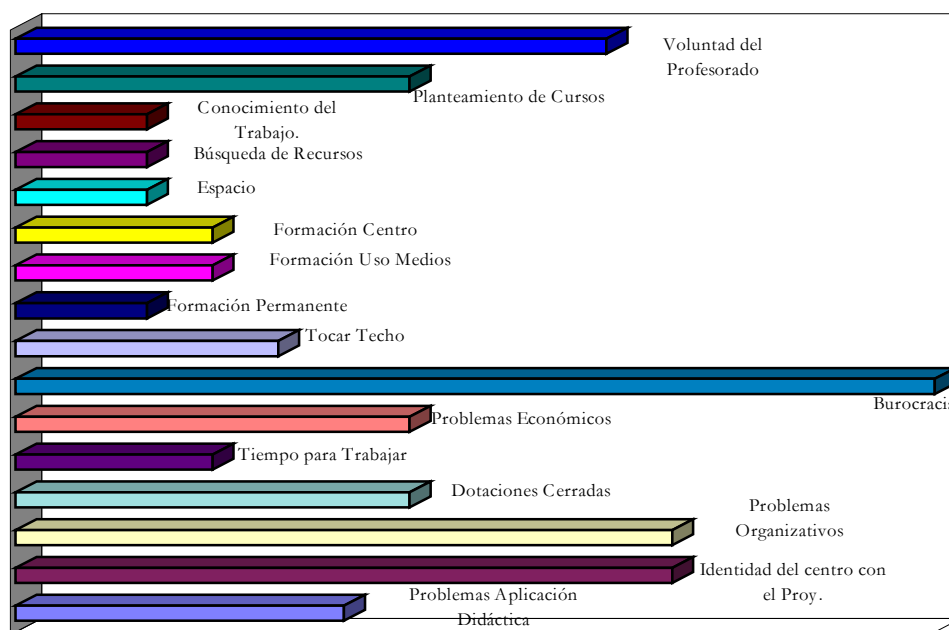 Voluntad del
Profesorado
Planteamiento de Cursos
Conocimiento del
Trabajo.
Búsqueda de Recursos
Espacio
Formación Centro
Formación Uso Medios
Formación Permanente
Tocar Techo
Burocracia
Problemas Económicos
Tiempo para Trabajar
Dotaciones Cerradas
Problemas
Organizativos
Identidad del centro con
el Proy.
Problemas Aplicación
Didáctica